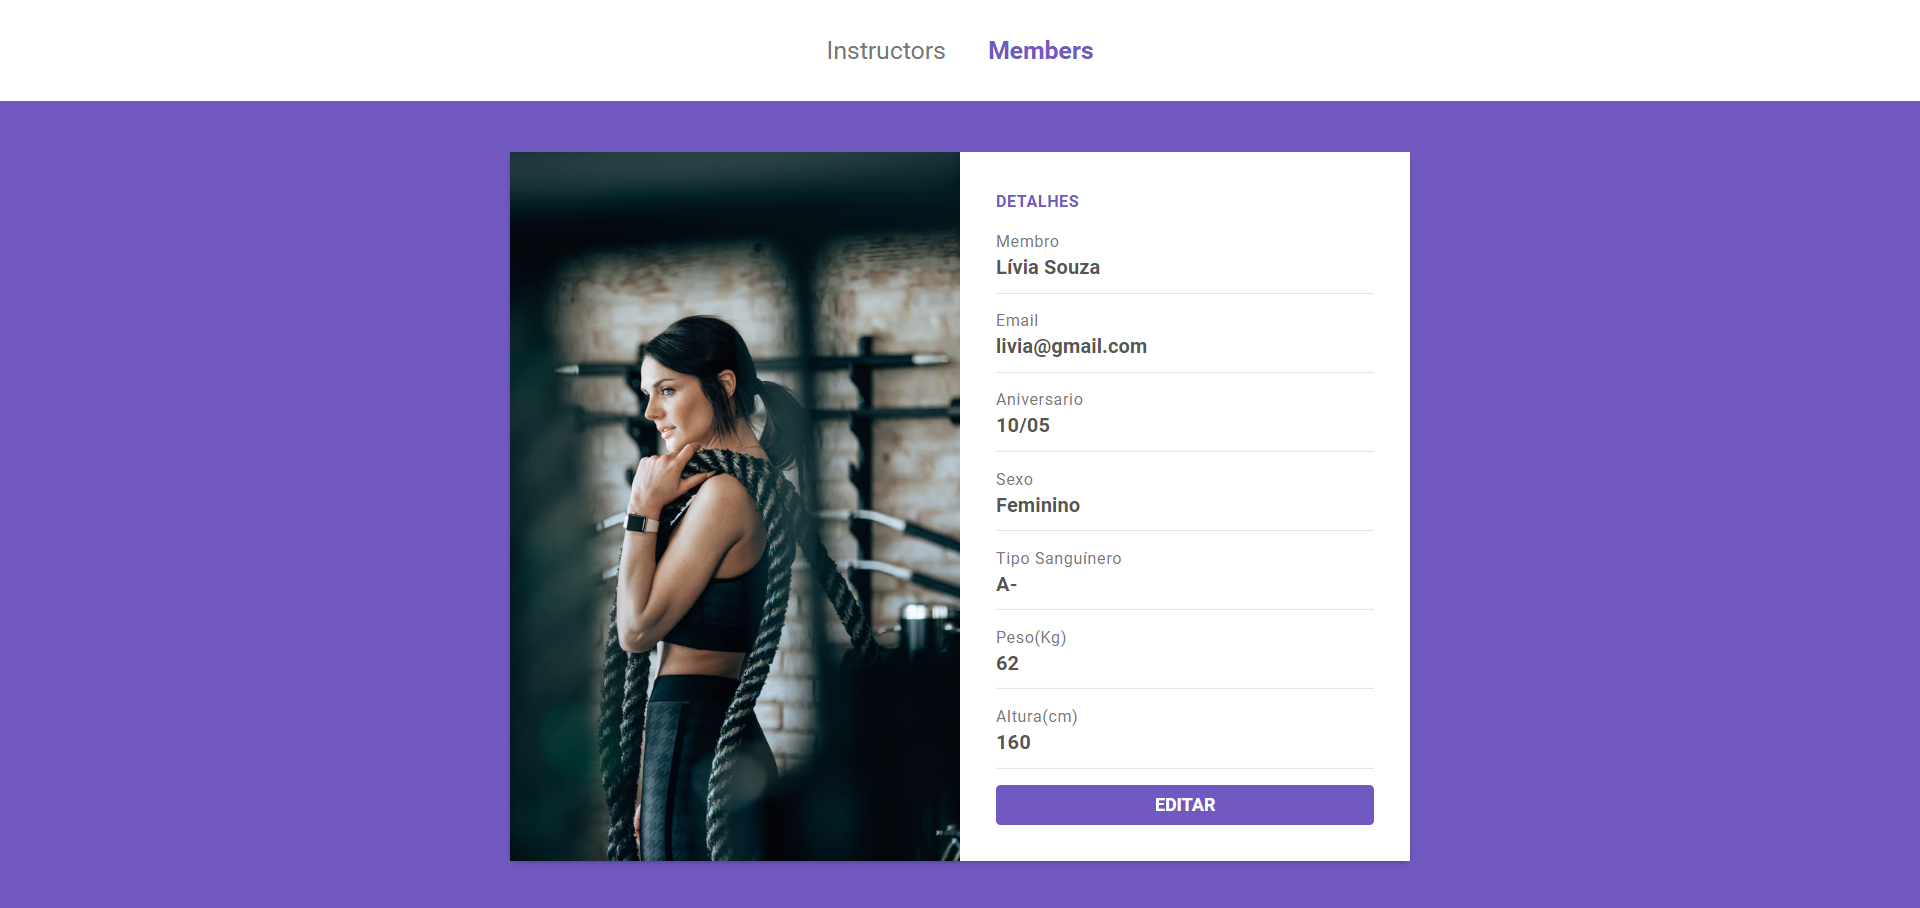 Instructors Members
DETALHES
Membro
Lívia Souza
Email
livia@gmail.com
Aniversario
10/05
Sexo
Feminino
Tipo Sanguínero
A-
Peso(Kg)
62
Altura(cm)
160
EDITAR